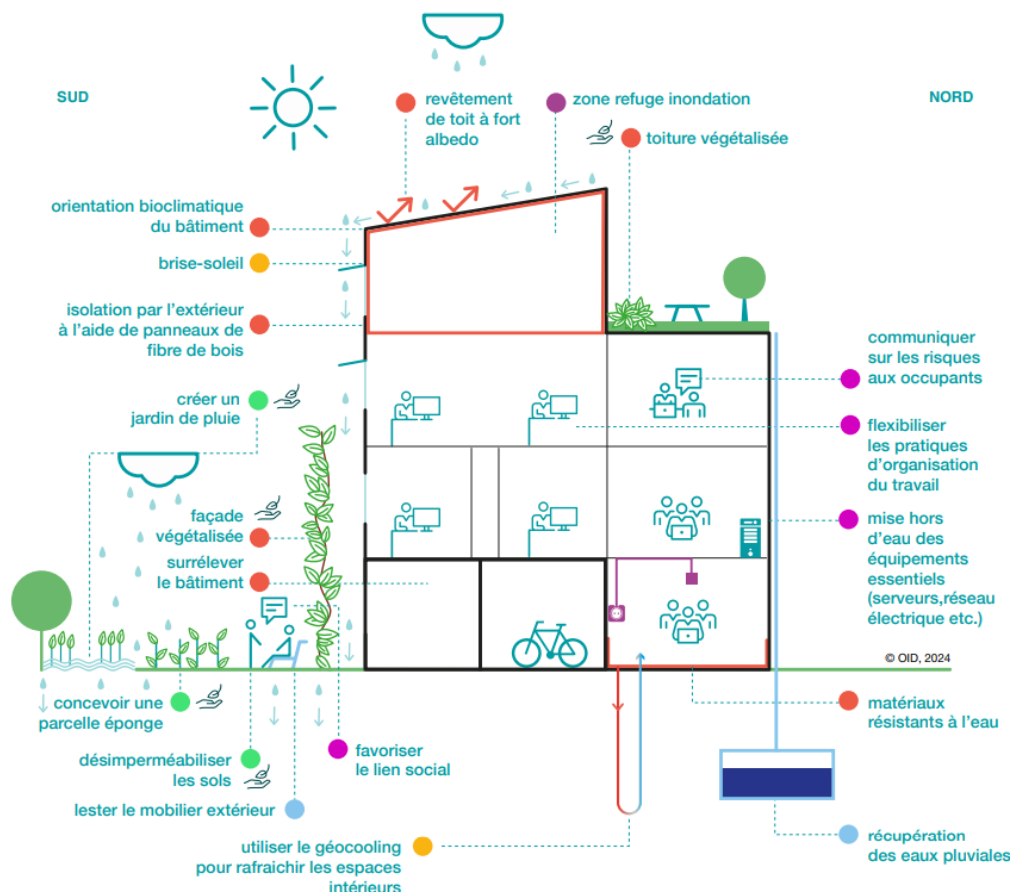 SUD
NORD
revêtement
de toit à fort
albedo
zone refuge inondation
toiture végétalisée
orientation bioclimatique
du bâtiment
brise-soleil
isolation par l'extérieur
à l'aide de panneaux de
fibre de bois
communiquer
sur les risques
aux occupants
créer un
jardin de pluie
flexibiliser
les pratiques
d'organisation
du travail
façade
végétalisée
mise hors
d'eau des
équipements
essentiels
(serveurs,réseau
électrique etc.)
surrélever
le bâtiment
© OID, 2024
concevoir une
parcelle éponge
matériaux
résistants à l'eau
désimperméabiliser
les sols
favoriser
le lien social
lester le mobilier extérieur
récupération
des eaux pluviales
utiliser le géocooling
pour rafraichir les espaces
intérieurs